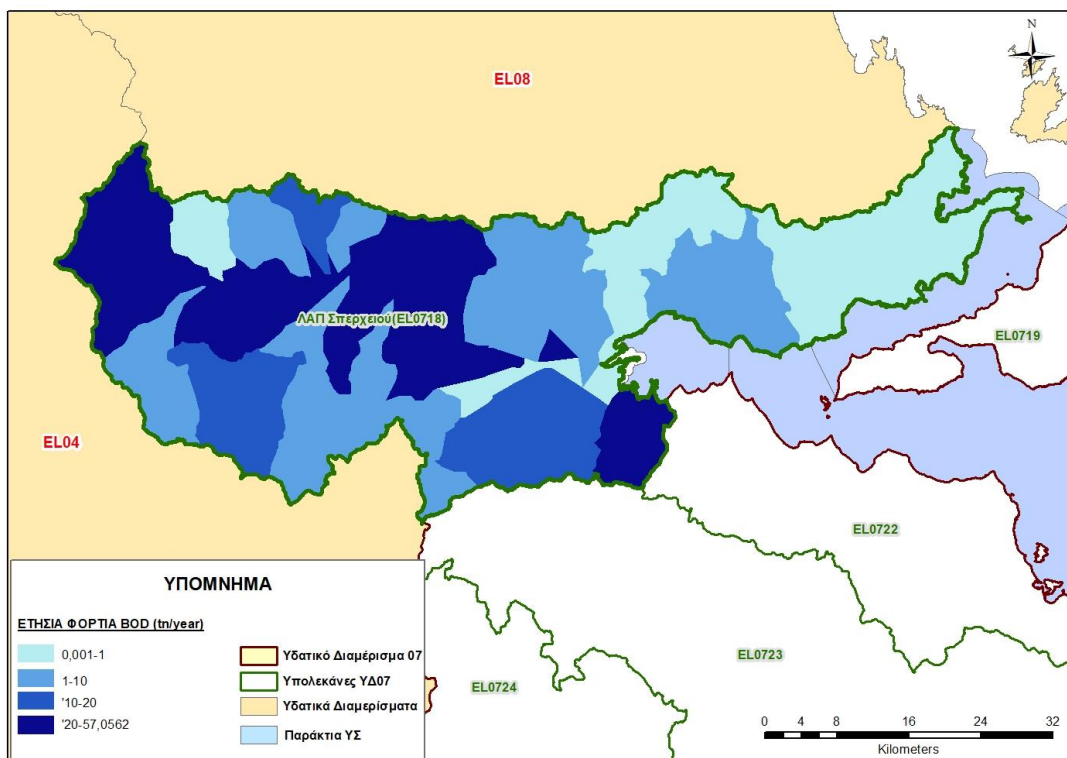 N
EL08
ΛΑΠ Σπερχειού(EL0718)
EL0719
EL04
EL0722
EL0723
EL0724
ΥΠΟΜΝΗΜΑ
ΕΤΗΣΙΑ ΦΟΡΤΙΑ BOD (tn/year)
0,001-1
1-10
'10-20
'20-57,0562
Υδατικό Διαμέρισμα 07
Υπολεκάνες ΥΔ07
Υδατικά Διαμερίσματα
Παράκτια ΥΣ
0 4 8 16 24 32
Kilometers